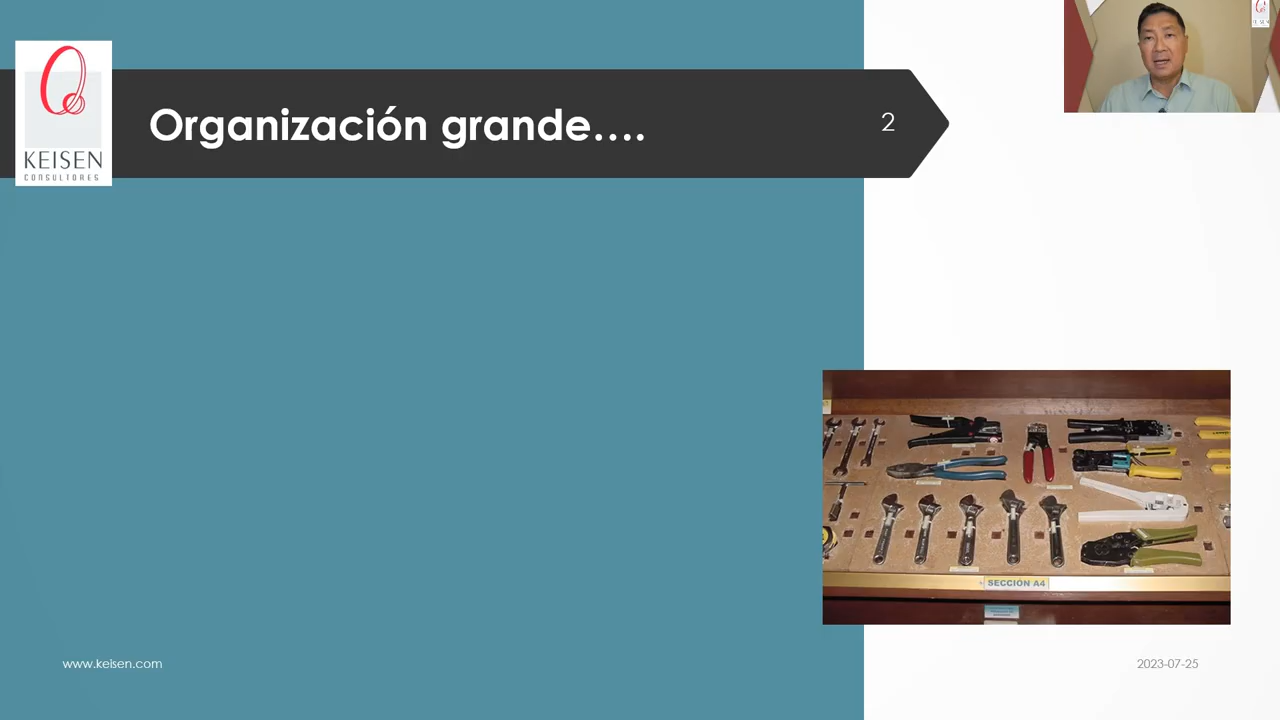 KEISEN
CONSULTORES
Organización grande....
2
SECCIÓN A4
www.keisen.com
2023-07-25